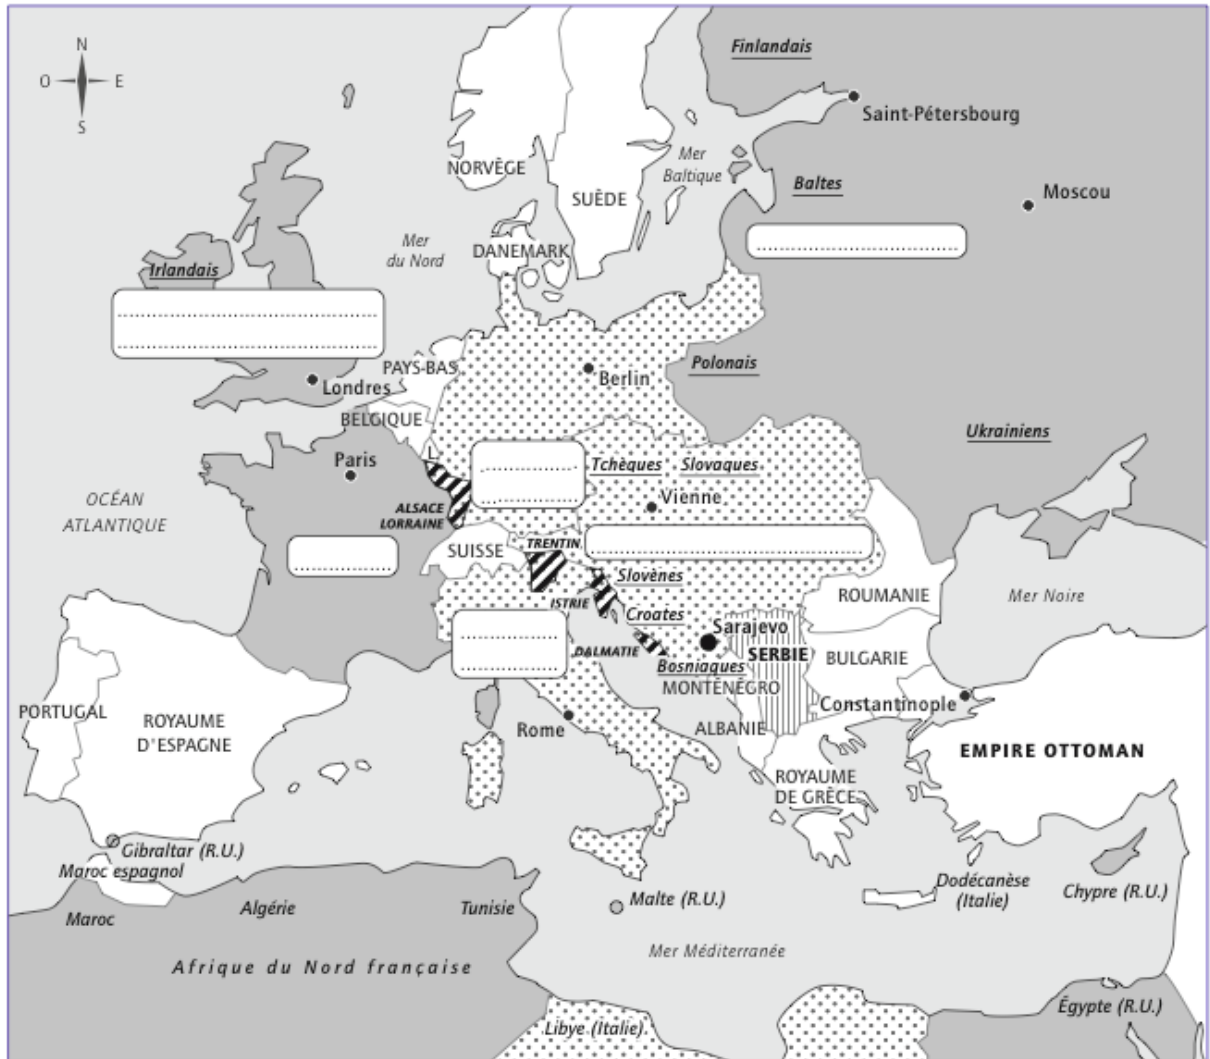 N
O
E
S
Finlandais
Saint-Pétersbourg
NORVÈGE
Mer
Baltique
SUÈDE
Baltes
Moscou
Mer
du Nord
DANEMARK
Irlandais
PAYS-BAS
Berlin
Polonais
Londres
BELGIQUE
Ukrainiens
Paris
L.
Tchèques
Slovaques
Vienne
OCÉAN
ATLANTIQUE
ALSACE
LORRAINE
SUISSE
TRENTIN
Slovènes
ISTRIE
Croates
ROUMANIE
Mer Noire
Sarajevo
DALMATIE
SERBIE
BULGARIE
Bosniaques
MONTÉNÉGRO
PORTUGAL
ROYAUME
D'ESPAGNE
Rome
ALBANIE
Constantinople
EMPIRE OTTOMAN
ROYAUME
DE GRÈCE
Gibraltar (R.U.)
Maroc espagnol
Dodécanèse
(Italie)
Chypre (R.U.)
Maroc
Algérie
Tunisie
Malte (R.U.)
Mer Méditerranée
Afrique du Nord française
Égypte (R.U.)
Libye (Italie)